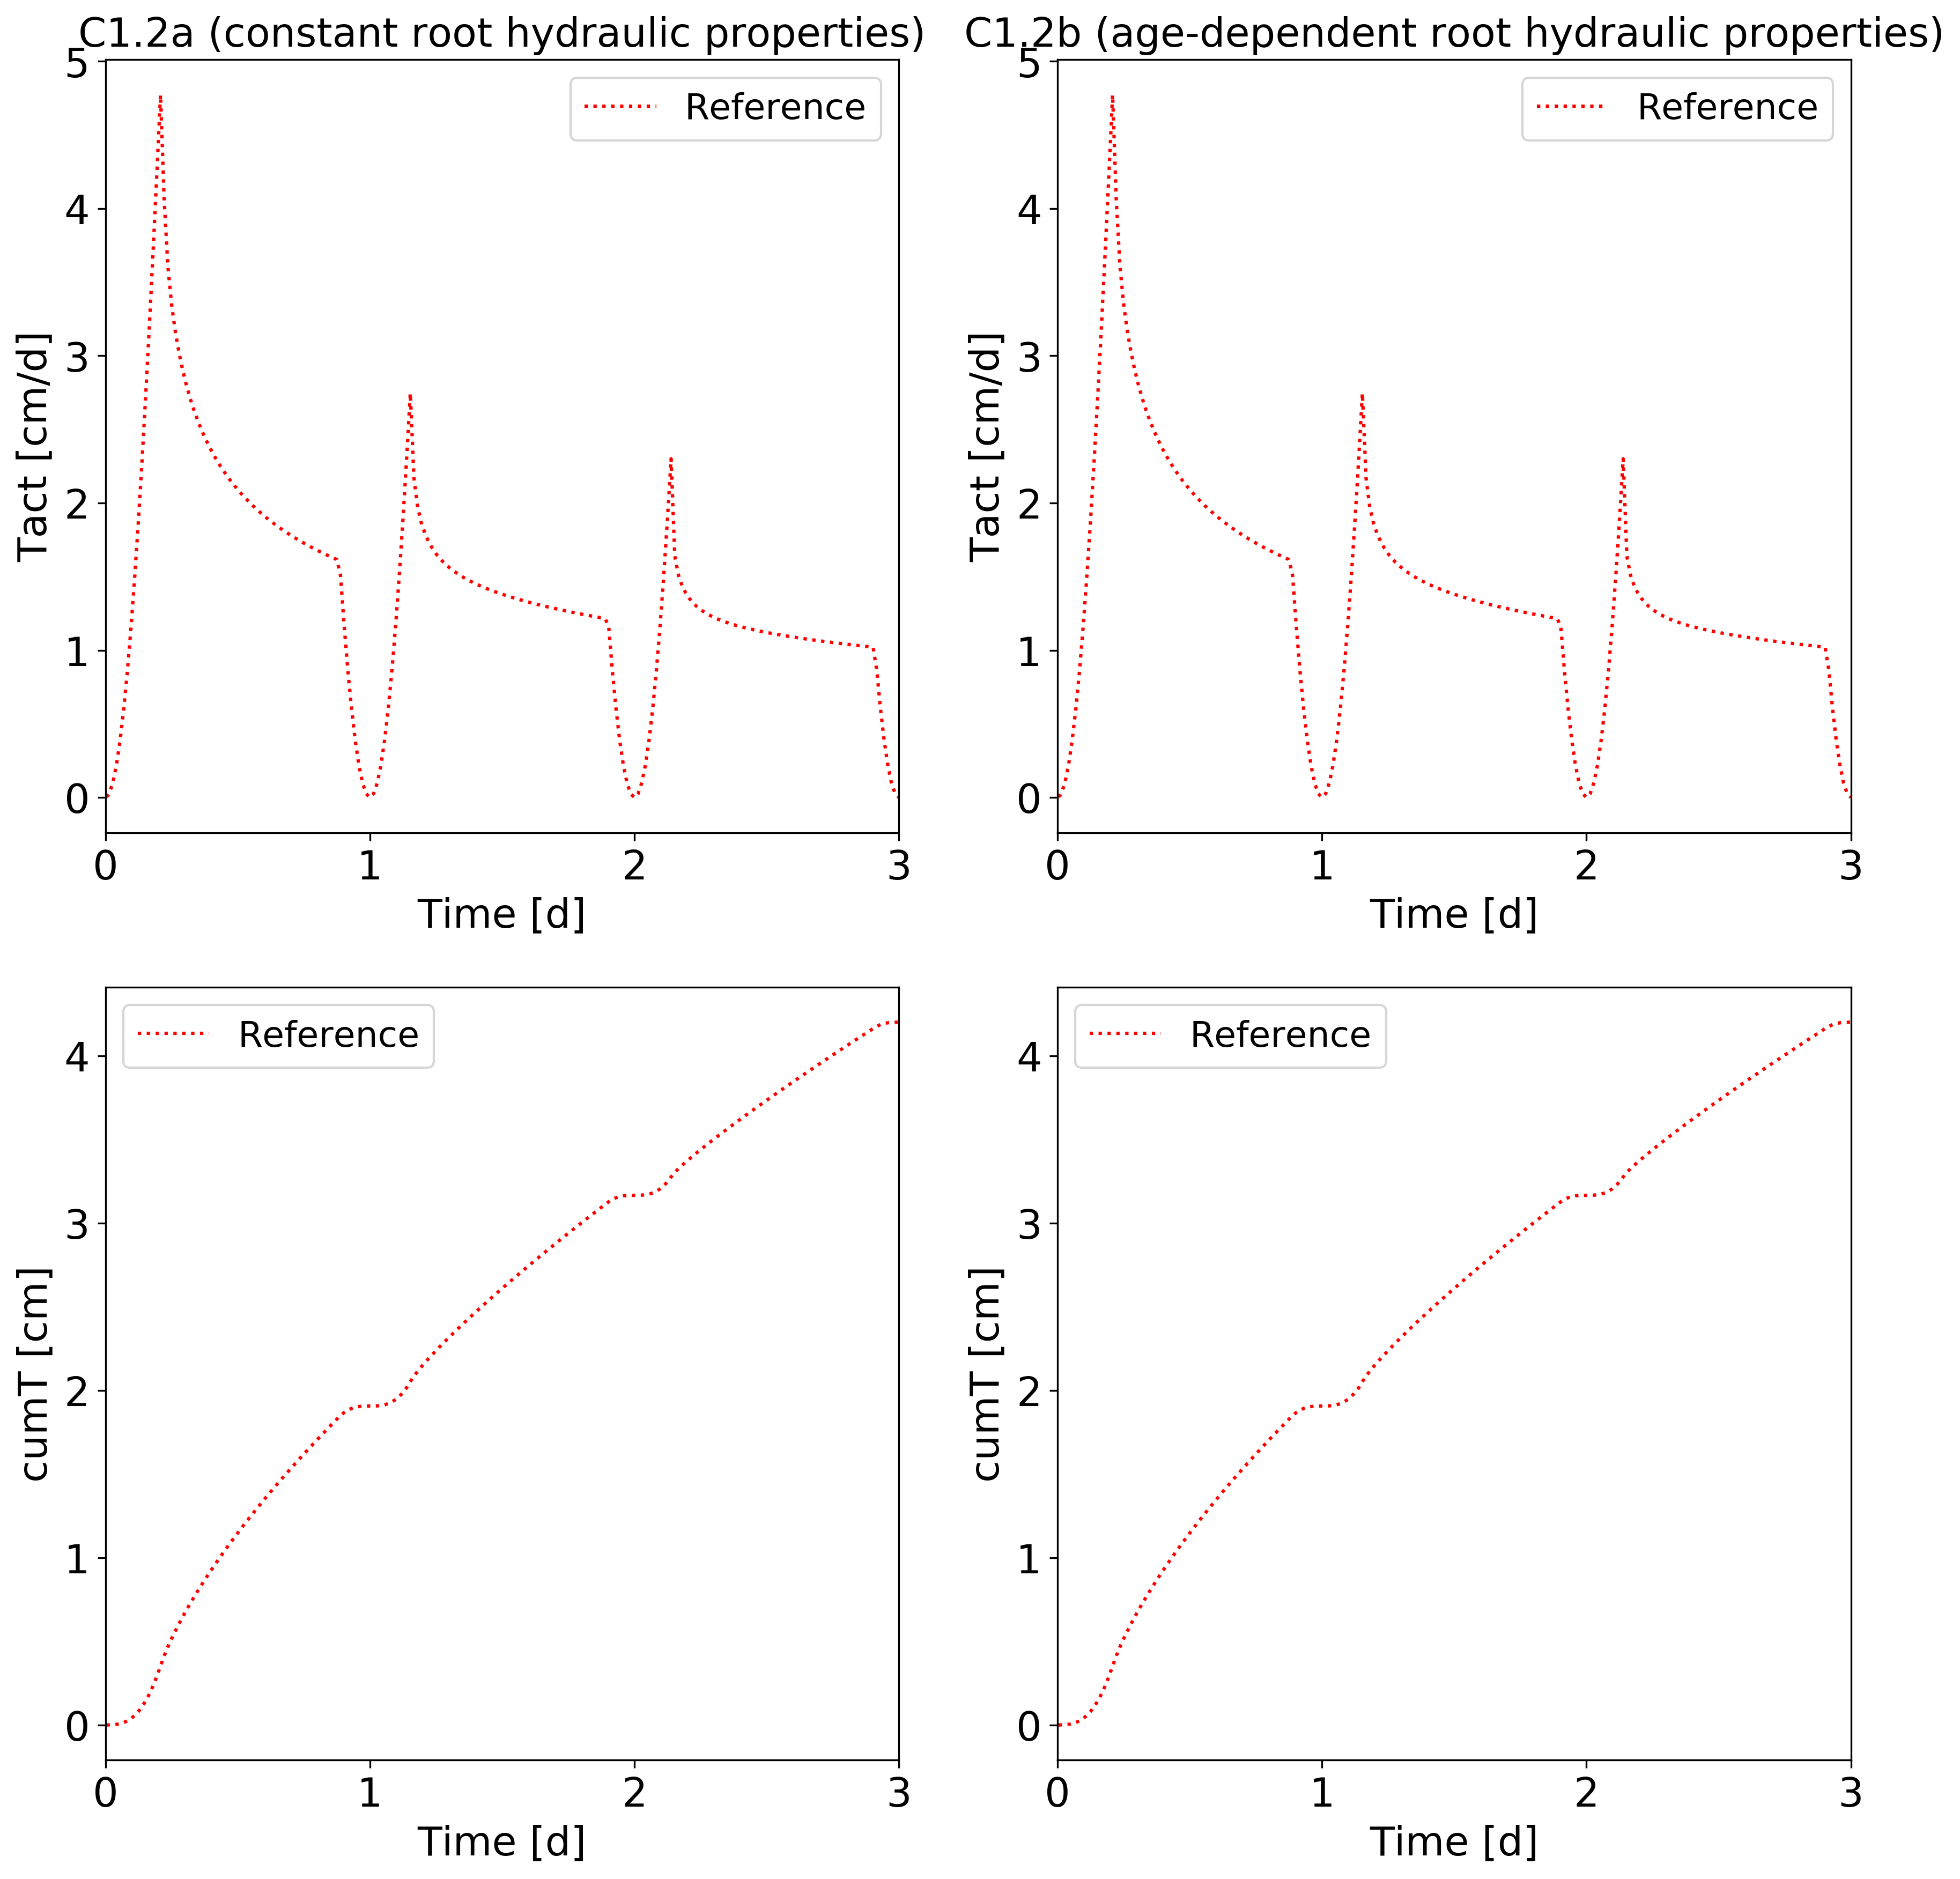 C1.2a (constant root hydraulic properties)
C1.2b (age-dependent root hydraulic properties)
5
4
3
2
1
0
Tact [cm/d]
Reference
0 1 2 3
Time [d]
5
4
3
2
1
0
Tact [cm/d]
Reference
0 1 2 3
Time [d]
4
3
2
1
0
cumT [cm]
Reference
0 1 2 3
Time [d]
4
3
2
1
0
cumT [cm]
Reference
0 1 2 3
Time [d]